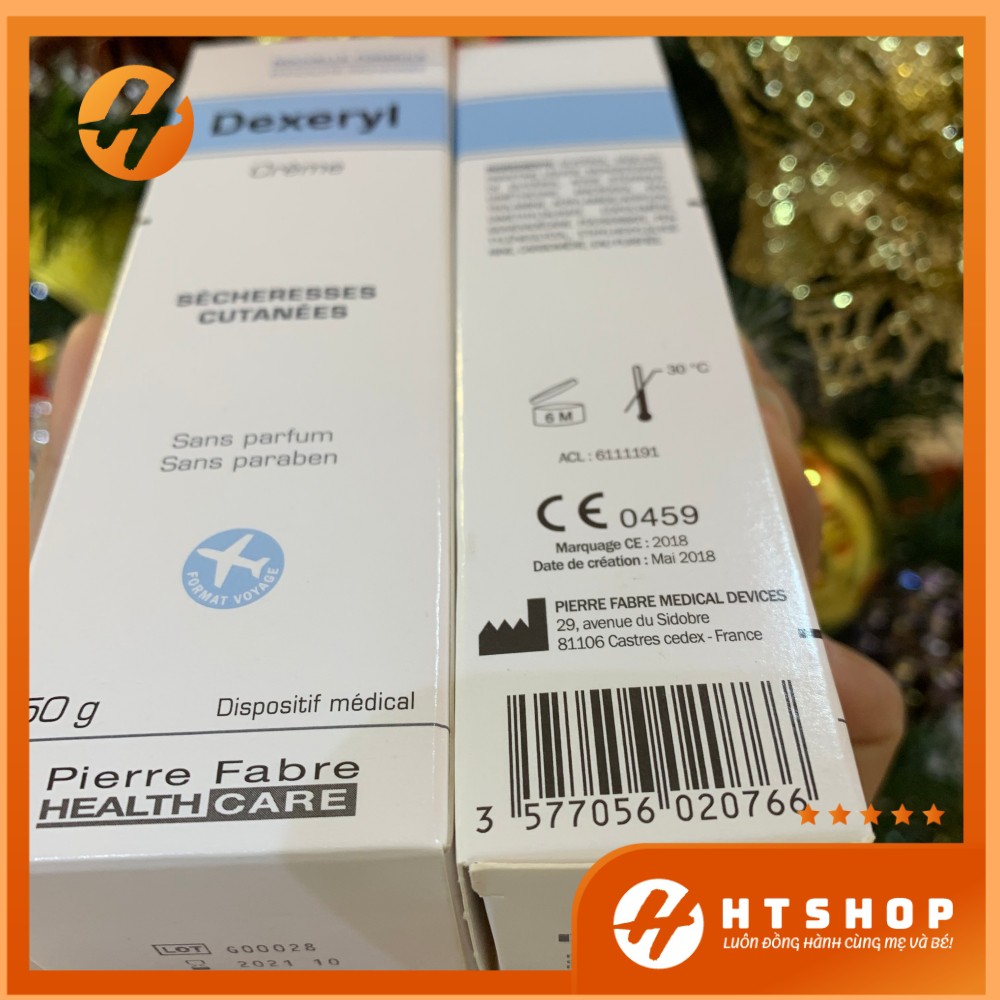 Dexeryl
Crème
SÉCHERESSES
CUTANÉES
Sans parfum
Sans paraben
FORMAT VOYAGE
50 g
Dispositif médical
Pierre Fabre
HEALTH CARE
LOT G00028
2021 10
6 M
30 °C
ACL : 6111191
CE 0459
Marquage CE : 2018
Date de création : Mai 2018
PIERRE FABRE MEDICAL DEVICES
29, avenue du Sidobre
81106 Castres cedex - France
3 577056 020766
HTSHOP
LUÔN ĐỒNG HÀNH CÙNG MẸ VÀ BÉ!